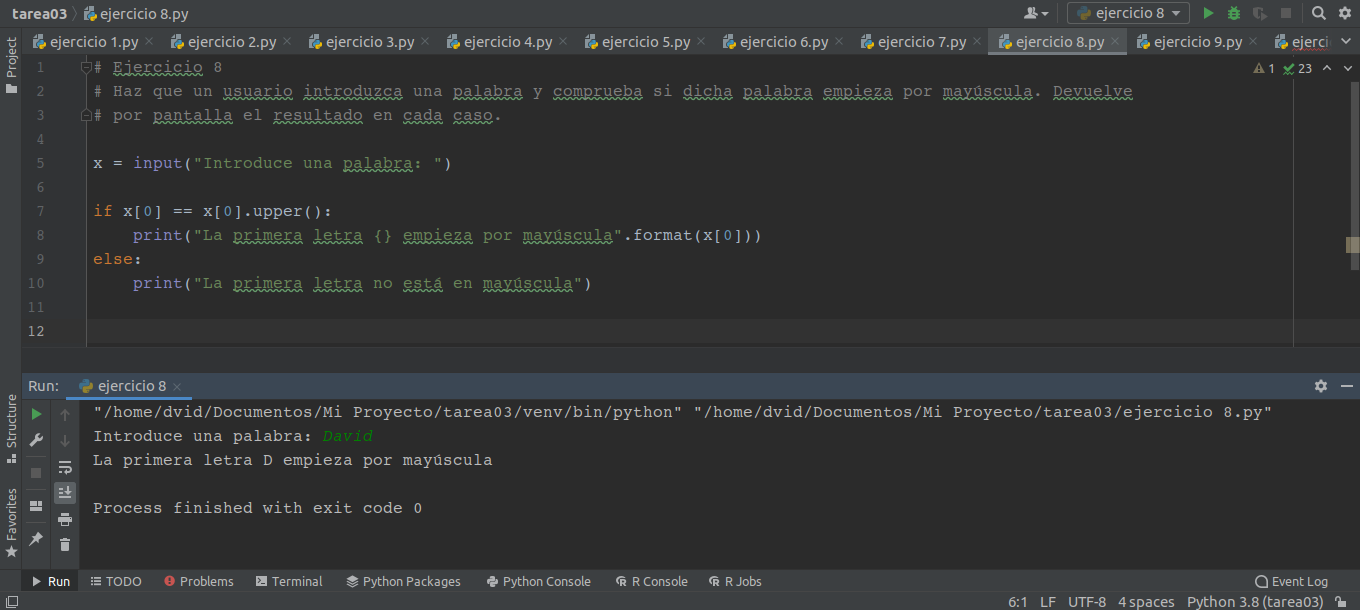 tarea03 ejercicio 8.py ejercicio 8
ejercicio 1.py ejercicio 2.py ejercicio 3.py ejercicio 4.py ejercicio 5.py ejercicio 6.py ejercicio 7.py ejercicio 8.py ejercicio 9.py ejerci
Project
1 # Ejercicio 8 1 23
2 # Haz que un usuario introduzca una palabra y comprueba si dicha palabra empieza por mayúscula. Devuelve
3 # por pantalla el resultado en cada caso.
4
5 x = input("Introduce una palabra: ")
6
7 if x[0] == x[0].upper():
8 print("La primera letra {} empieza por mayúscula".format(x[0]))
9 else:
10 print("La primera letra no está en mayúscula")
11
12
Run: ejercicio 8
Structure
Favorites
"/home/dvid/Documentos/Mi Proyecto/tarea03/venv/bin/python" "/home/dvid/Documentos/Mi Proyecto/tarea03/ejercicio 8.py"
Introduce una palabra: David
La primera letra D empieza por mayúscula
Process finished with exit code 0
Run TODO Problems Terminal Python Packages Python Console R Console R Jobs Event Log
6:1 LF UTF-8 4 spaces Python 3.8 (tarea03)